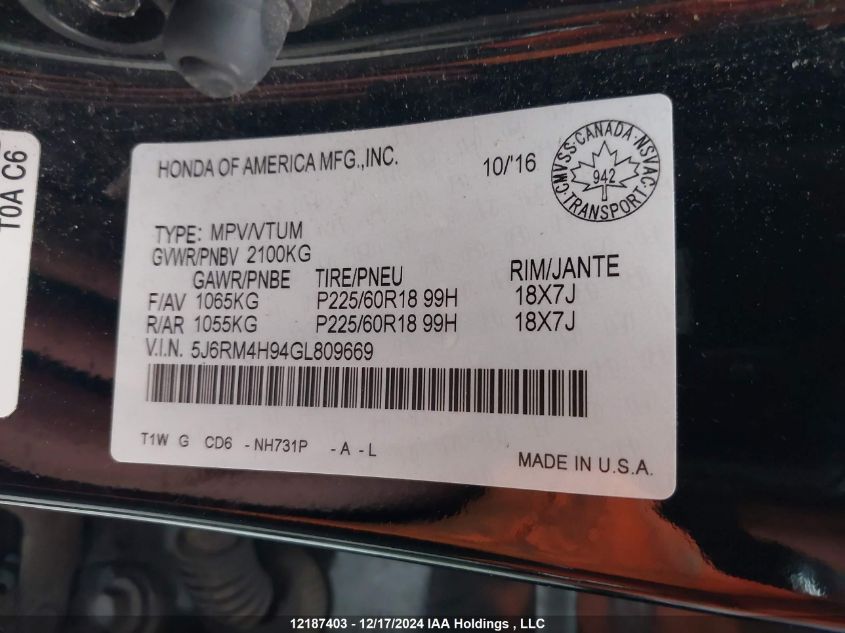 T0A C6
HONDA OF AMERICA MFG.,INC. 10/'16
CMVSS·CANADA·NSVAC·
942
TRANSPORT
TYPE: MPV/VTUM
GVWR/PNBV 2100KG
GAWR/PNBE TIRE/PNEU RIM/JANTE
F/AV 1065KG P225/60R18 99H 18X7J
R/AR 1055KG P225/60R18 99H 18X7J
V.I.N. 5J6RM4H94GL809669
T1W G CD6 - NH731P - A - L
MADE IN U.S.A.
12187403 - 12/17/2024 IAA Holdings , LLC